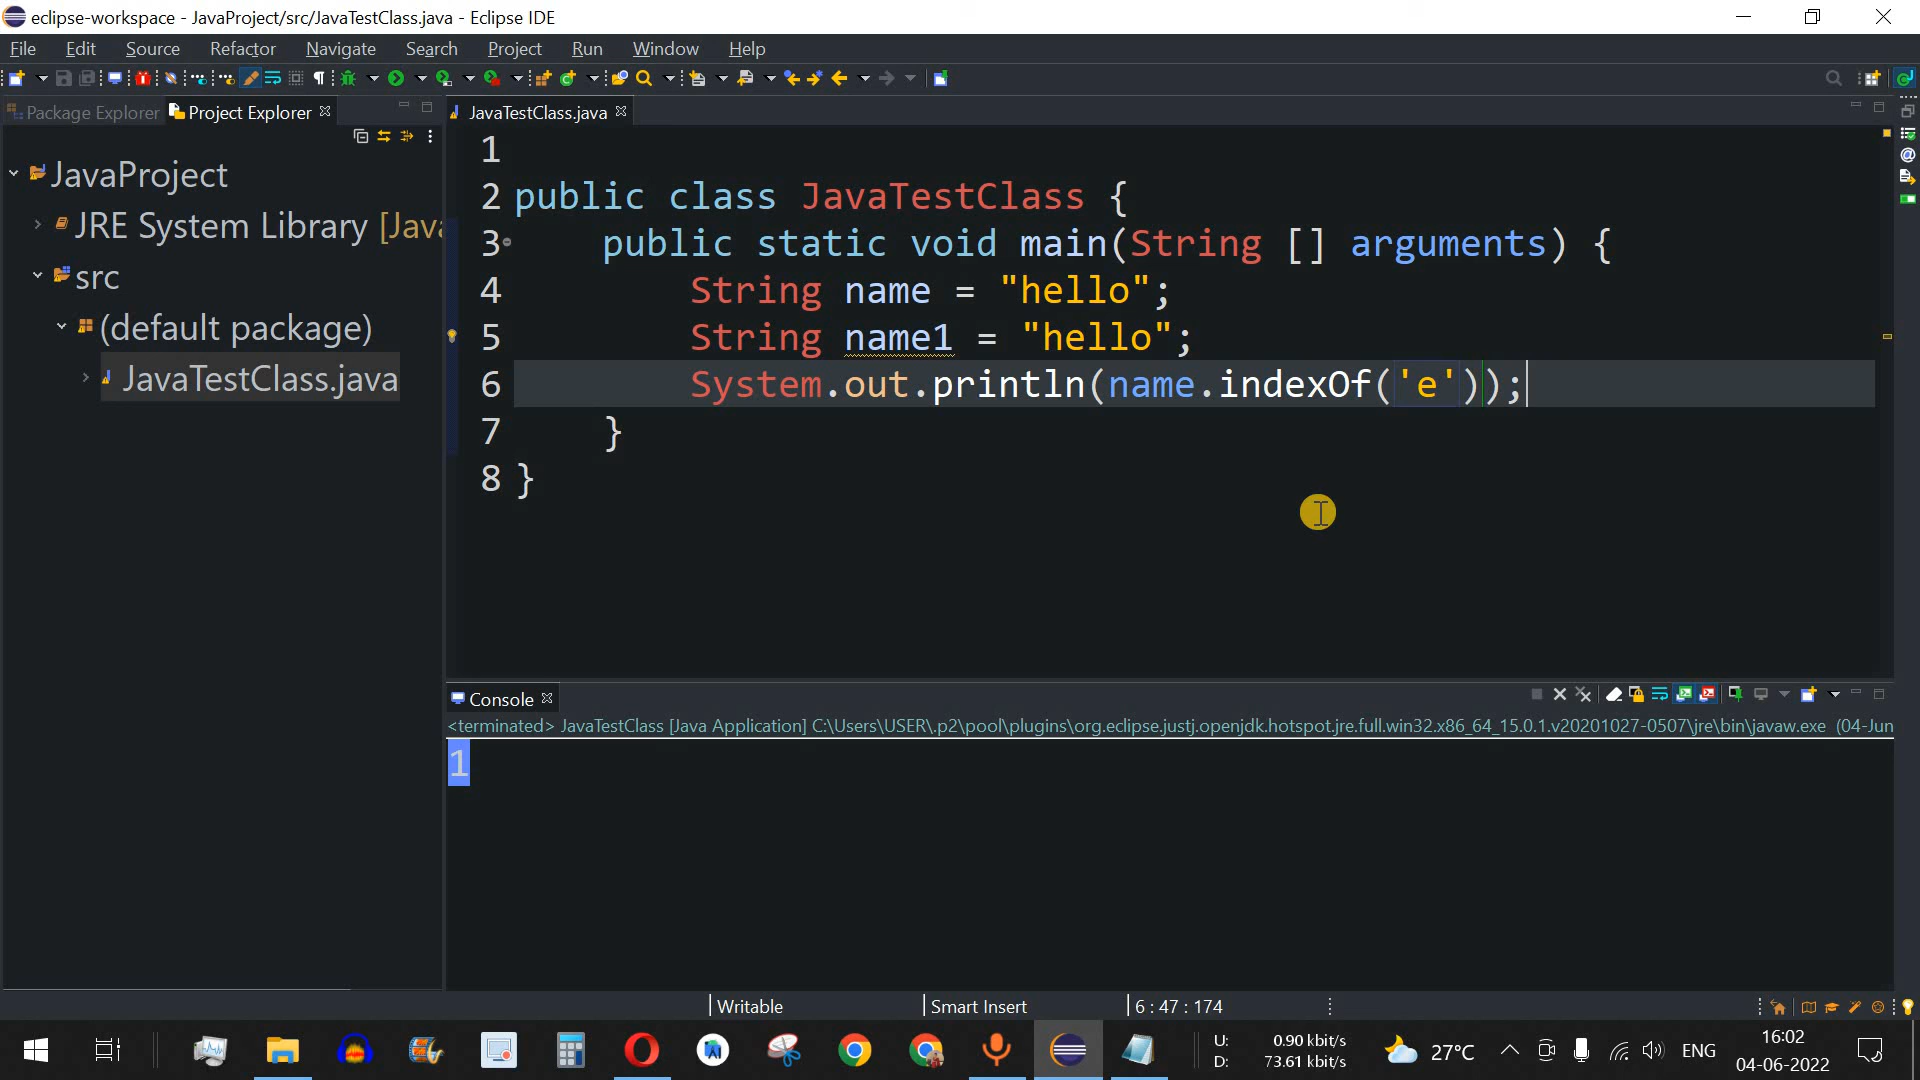 eclipse-workspace - JavaProject/src/JavaTestClass.java - Eclipse IDE
File Edit Source Refactor Navigate Search Project Run Window Help
Package Explorer Project Explorer JavaTestClass.java
JavaProject
JRE System Library [Java
src
(default package)
JavaTestClass.java
1
2 public class JavaTestClass {
3 public static void main(String [] arguments) {
4 String name = "hello";
5 String name1 = "hello";
6 System.out.println(name.indexOf('e'));
7 }
8 }
Console
<terminated> JavaTestClass [Java Application] C:\Users\USER\.p2\pool\plugins\org.eclipse.justj.openjdk.hotspot.jre.full.win32.x86_64_15.0.1.v20201027-0507\jre\bin\javaw.exe (04-Jun
1
Writable Smart Insert 6 : 47 : 174
U: 0.90 kbit/s
D: 73.61 kbit/s
27°C
ENG
16:02
04-06-2022